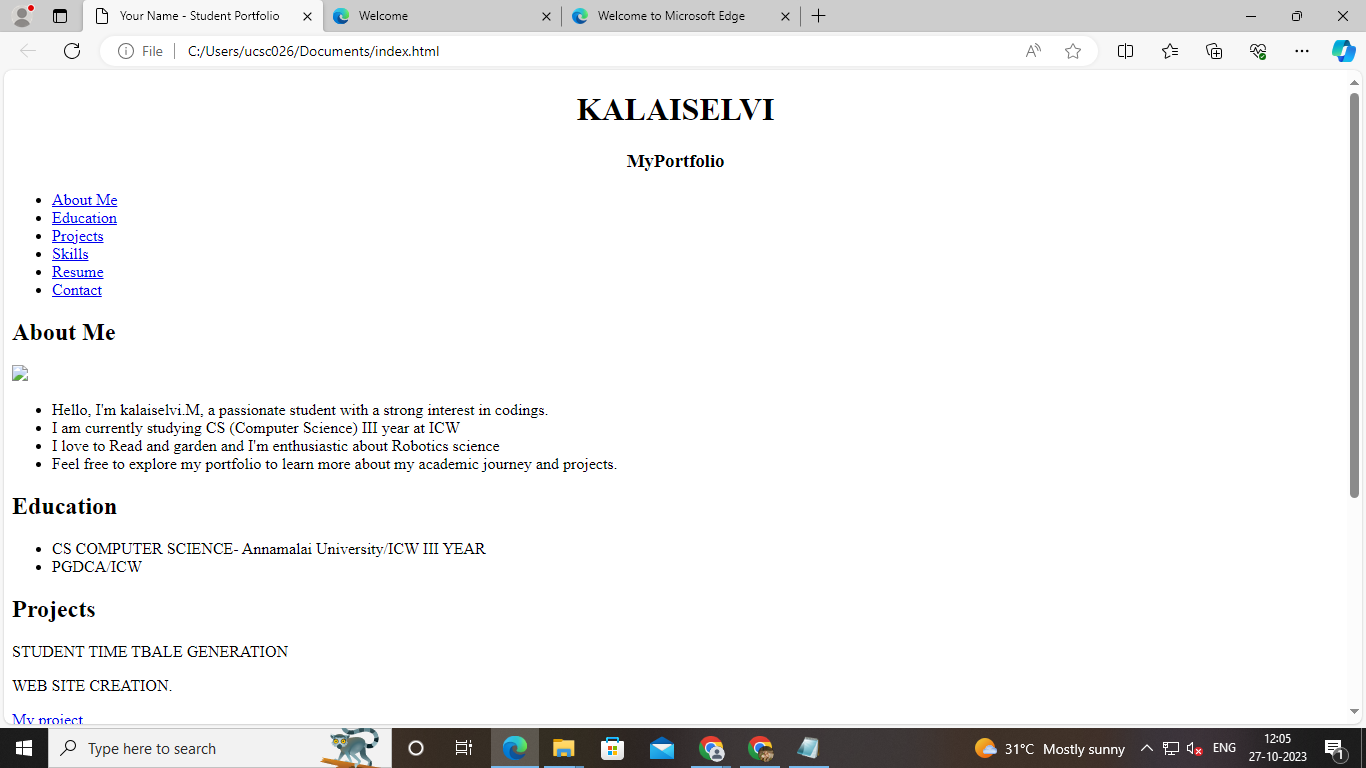 Your Name - Student Portfolio
Welcome
Welcome to Microsoft Edge
File
C:/Users/ucsc026/Documents/index.html
KALAISELVI
MyPortfolio
About Me
Education
Projects
Skills
Resume
Contact
About Me
Hello, I'm kalaiselvi.M, a passionate student with a strong interest in codings.
I am currently studying CS (Computer Science) III year at ICW
I love to Read and garden and I'm enthusiastic about Robotics science
Feel free to explore my portfolio to learn more about my academic journey and projects.
Education
CS COMPUTER SCIENCE- Annamalai University/ICW III YEAR
PGDCA/ICW
Projects
STUDENT TIME TBALE GENERATION
WEB SITE CREATION.
My project
Type here to search
31°C Mostly sunny
ENG
12:05
27-10-2023
1